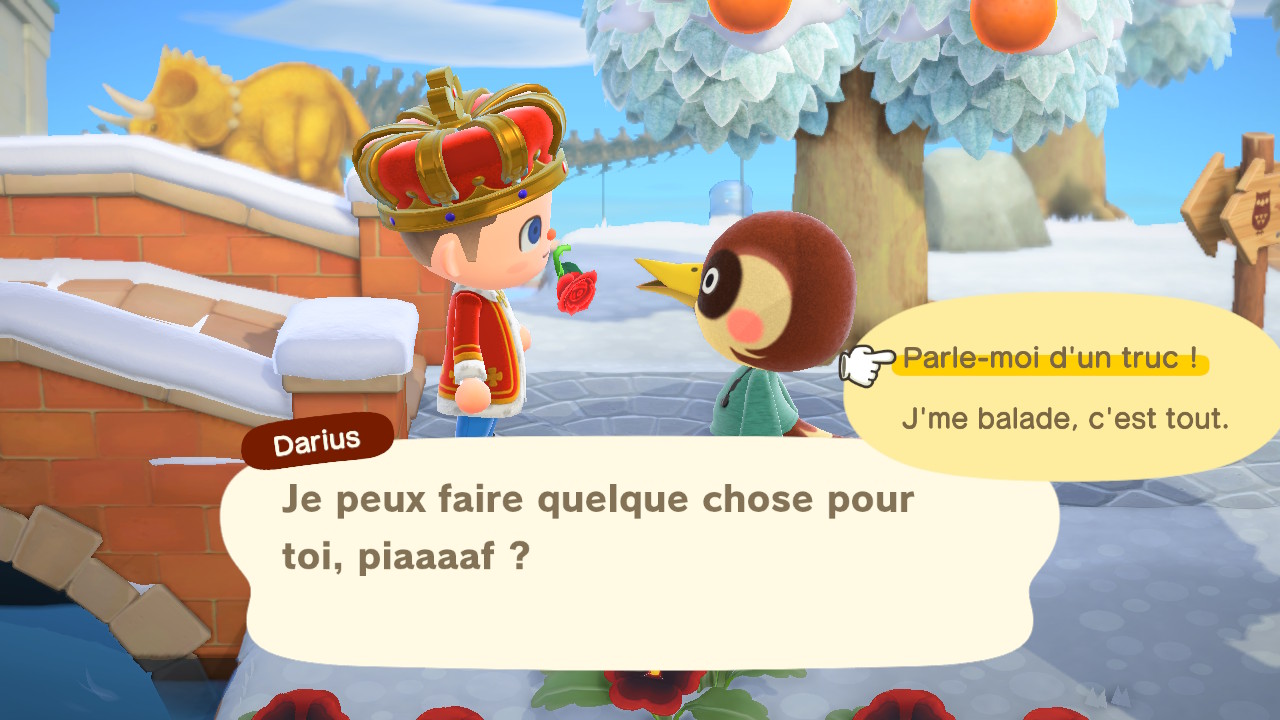 Parle-moi d'un truc !
J'me balade, c'est tout.
Darius
Je peux faire quelque chose pour
toi, piaaaaf ?